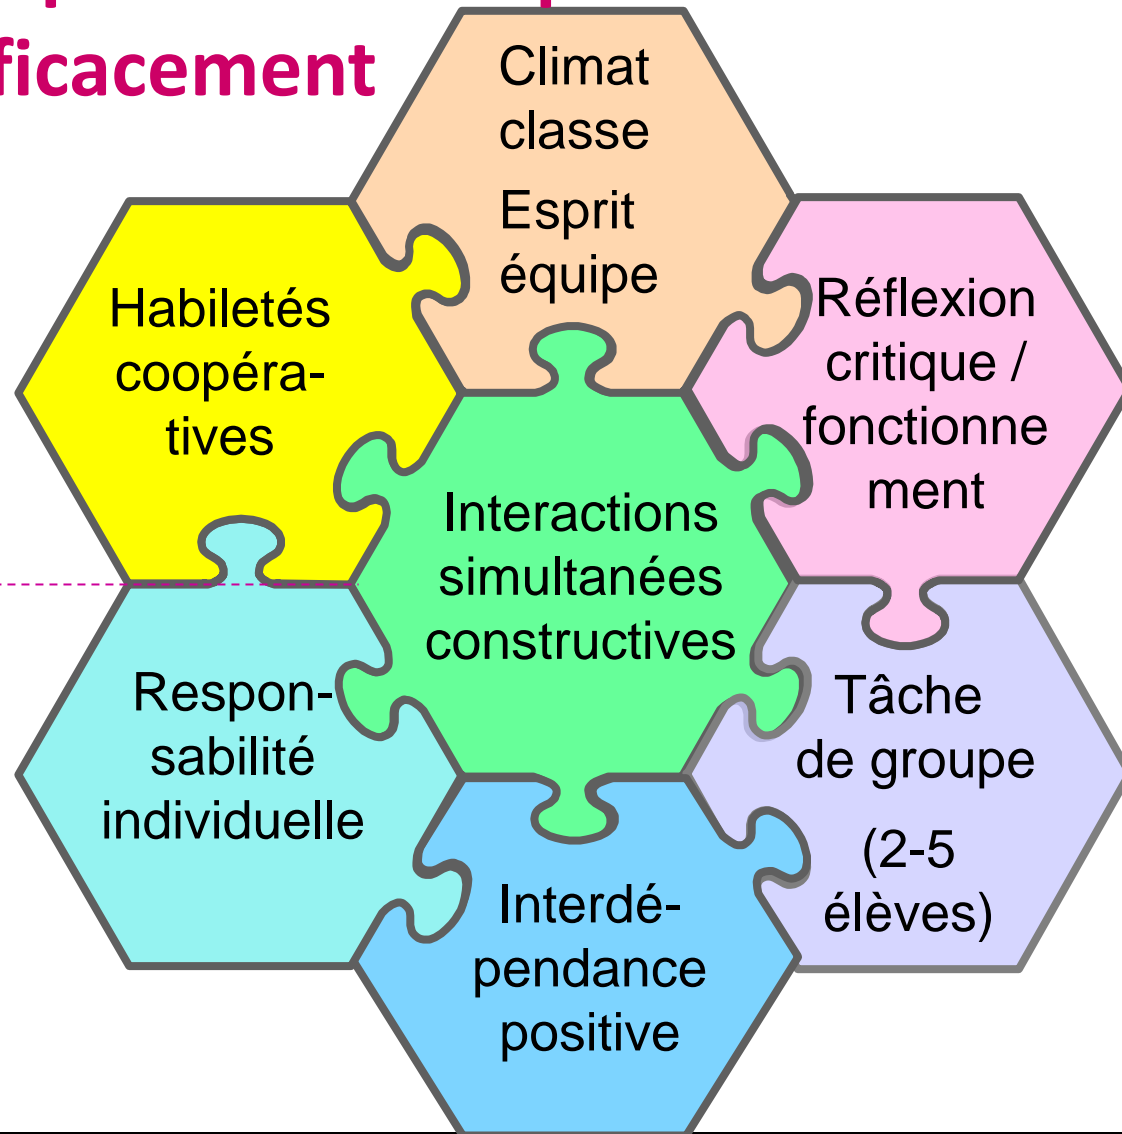 ficacement
Climat
classe
Esprit
équipe
Habiletés
coopéra-
tives
Réflexion
critique /
fonctionne
ment
Interactions
simultanées
constructives
Respon-
sabilité
individuelle
Tâche
de groupe
(2-5
élèves)
Interdé-
pendance
positive